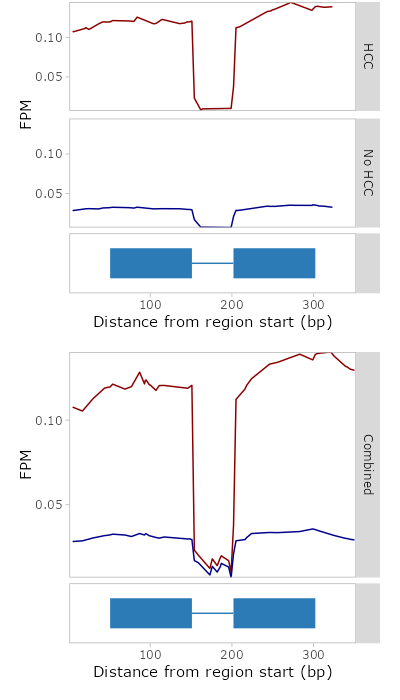 0.10
0.05
HCC
FPM
0.10
0.05
No HCC
100 200 300
Distance from region start (bp)
0.10
0.05
FPM
Combined
100 200 300
Distance from region start (bp)